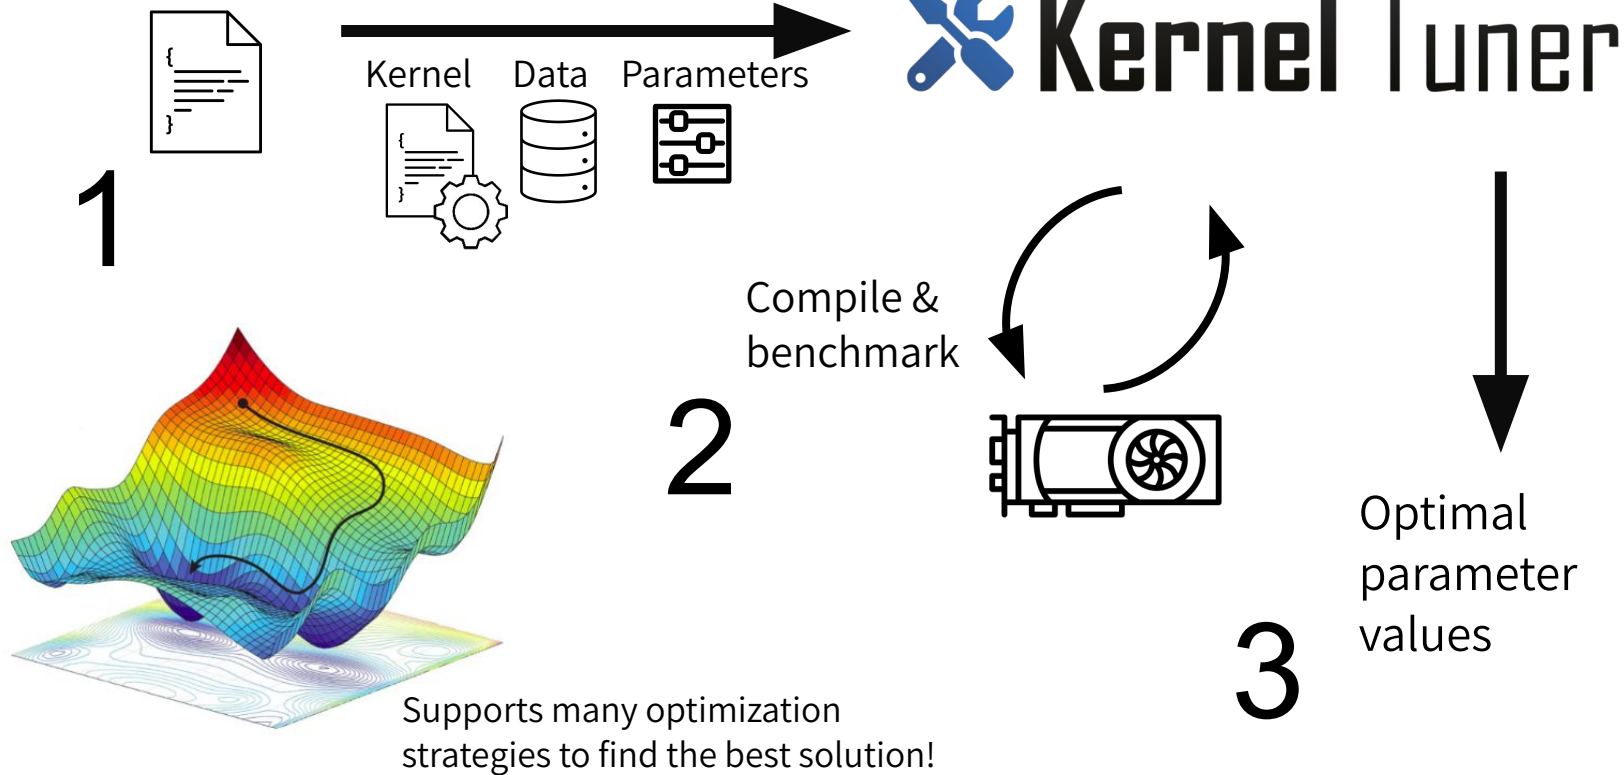 Kernel Tuner
Kernel Data Parameters
{
}
{
}
1
Compile &
benchmark
2
Optimal
parameter
values
3
Supports many optimization
strategies to find the best solution!